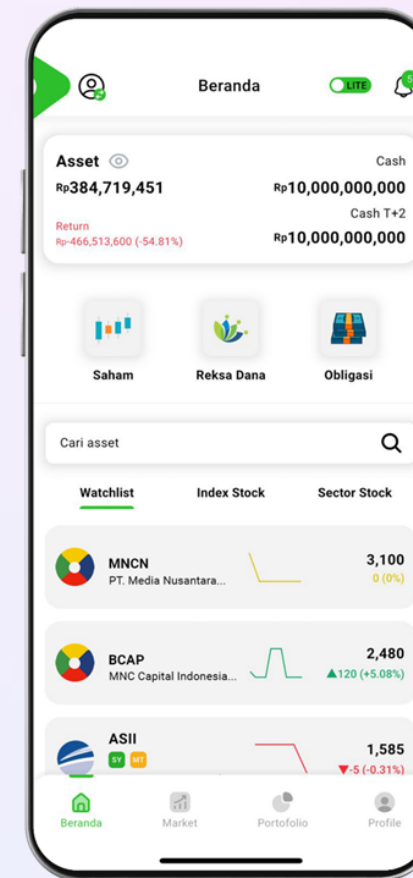 Beranda
LITE
5
Asset
Cash
Rp384,719,451
Rp10,000,000,000
Cash T+2
Return
Rp-466,513,600 (-54.81%)
Rp10,000,000,000
Saham
Reksa Dana
Obligasi
Cari asset
Watchlist
Index Stock
Sector Stock
MNCN
3,100
PT. Media Nusantara...
0 (0%)
BCAP
2,480
MNC Capital Indonesia...
▲120 (+5.08%)
ASII
SY MT
1,585
▼-5 (-0.31%)
Beranda
Market
Portofolio
Profile